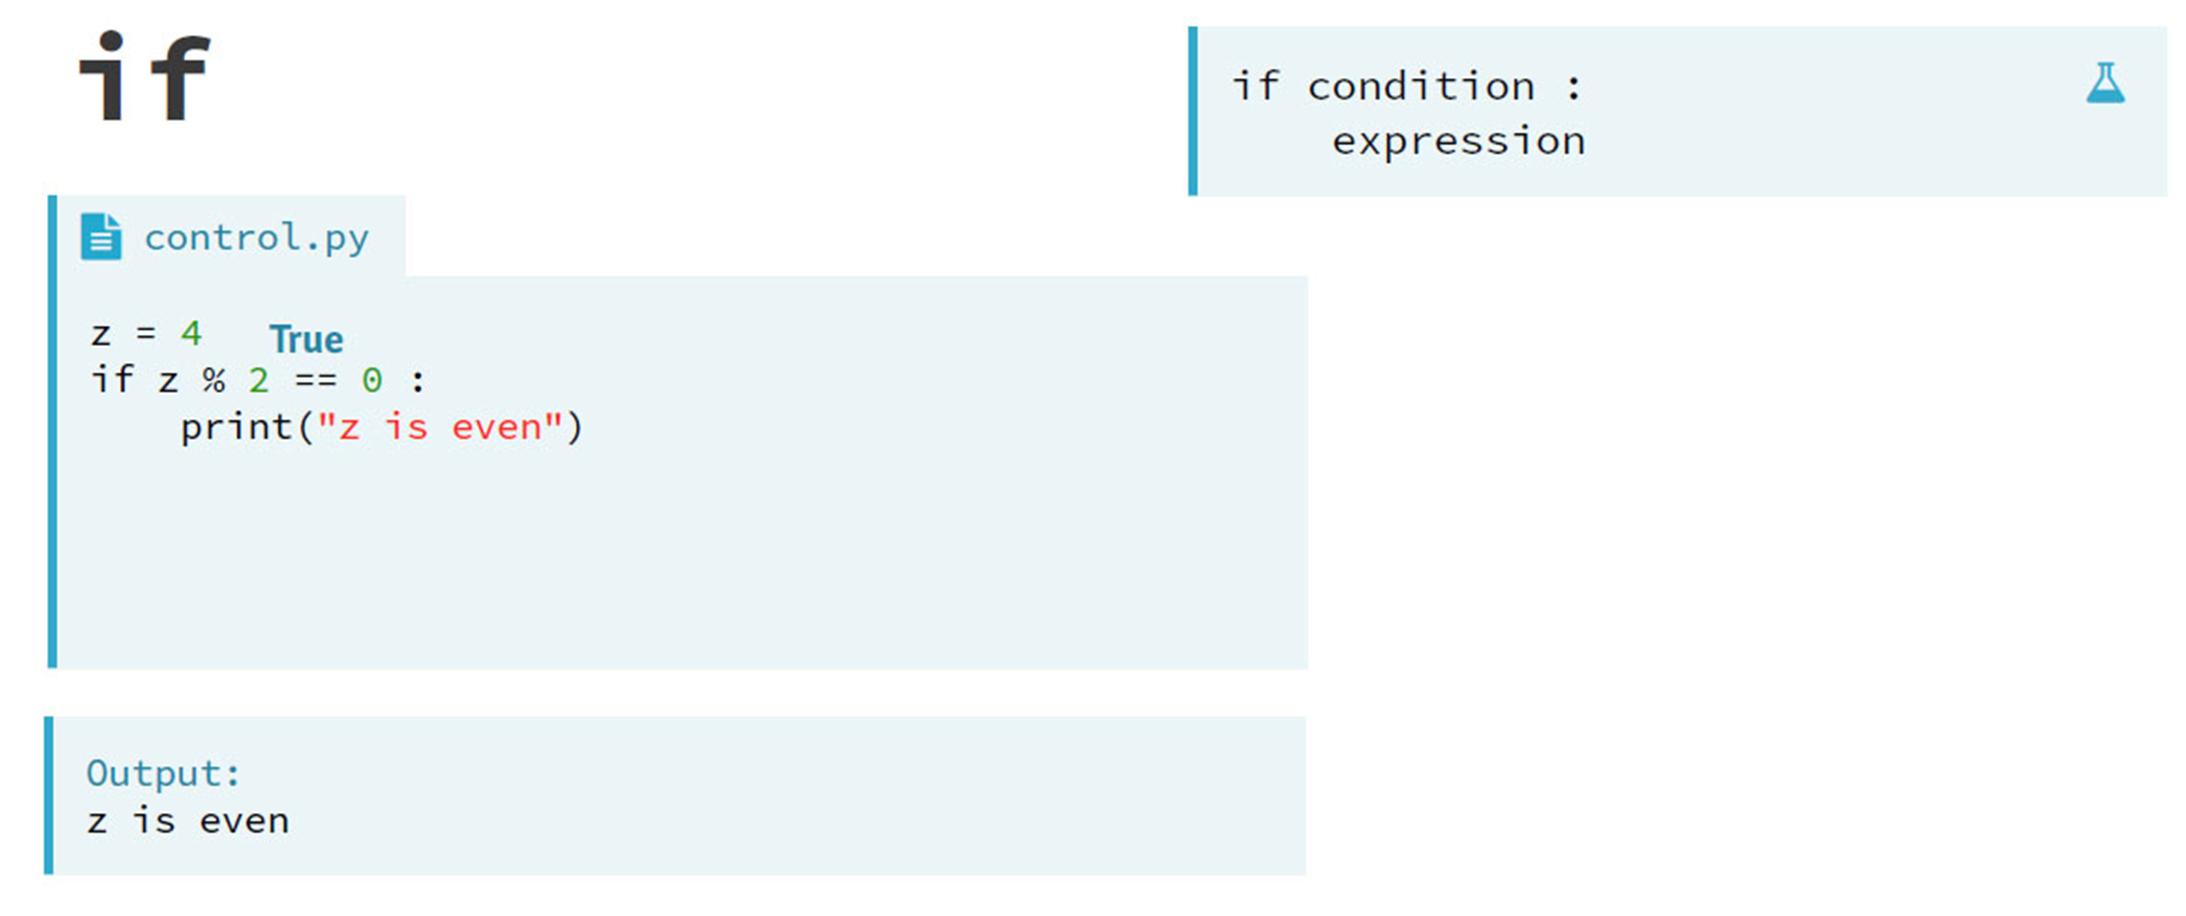 if
if condition :
    expression
control.py
z = 4
True
if z % 2 == 0 :
    print("z is even")
Output:
z is even